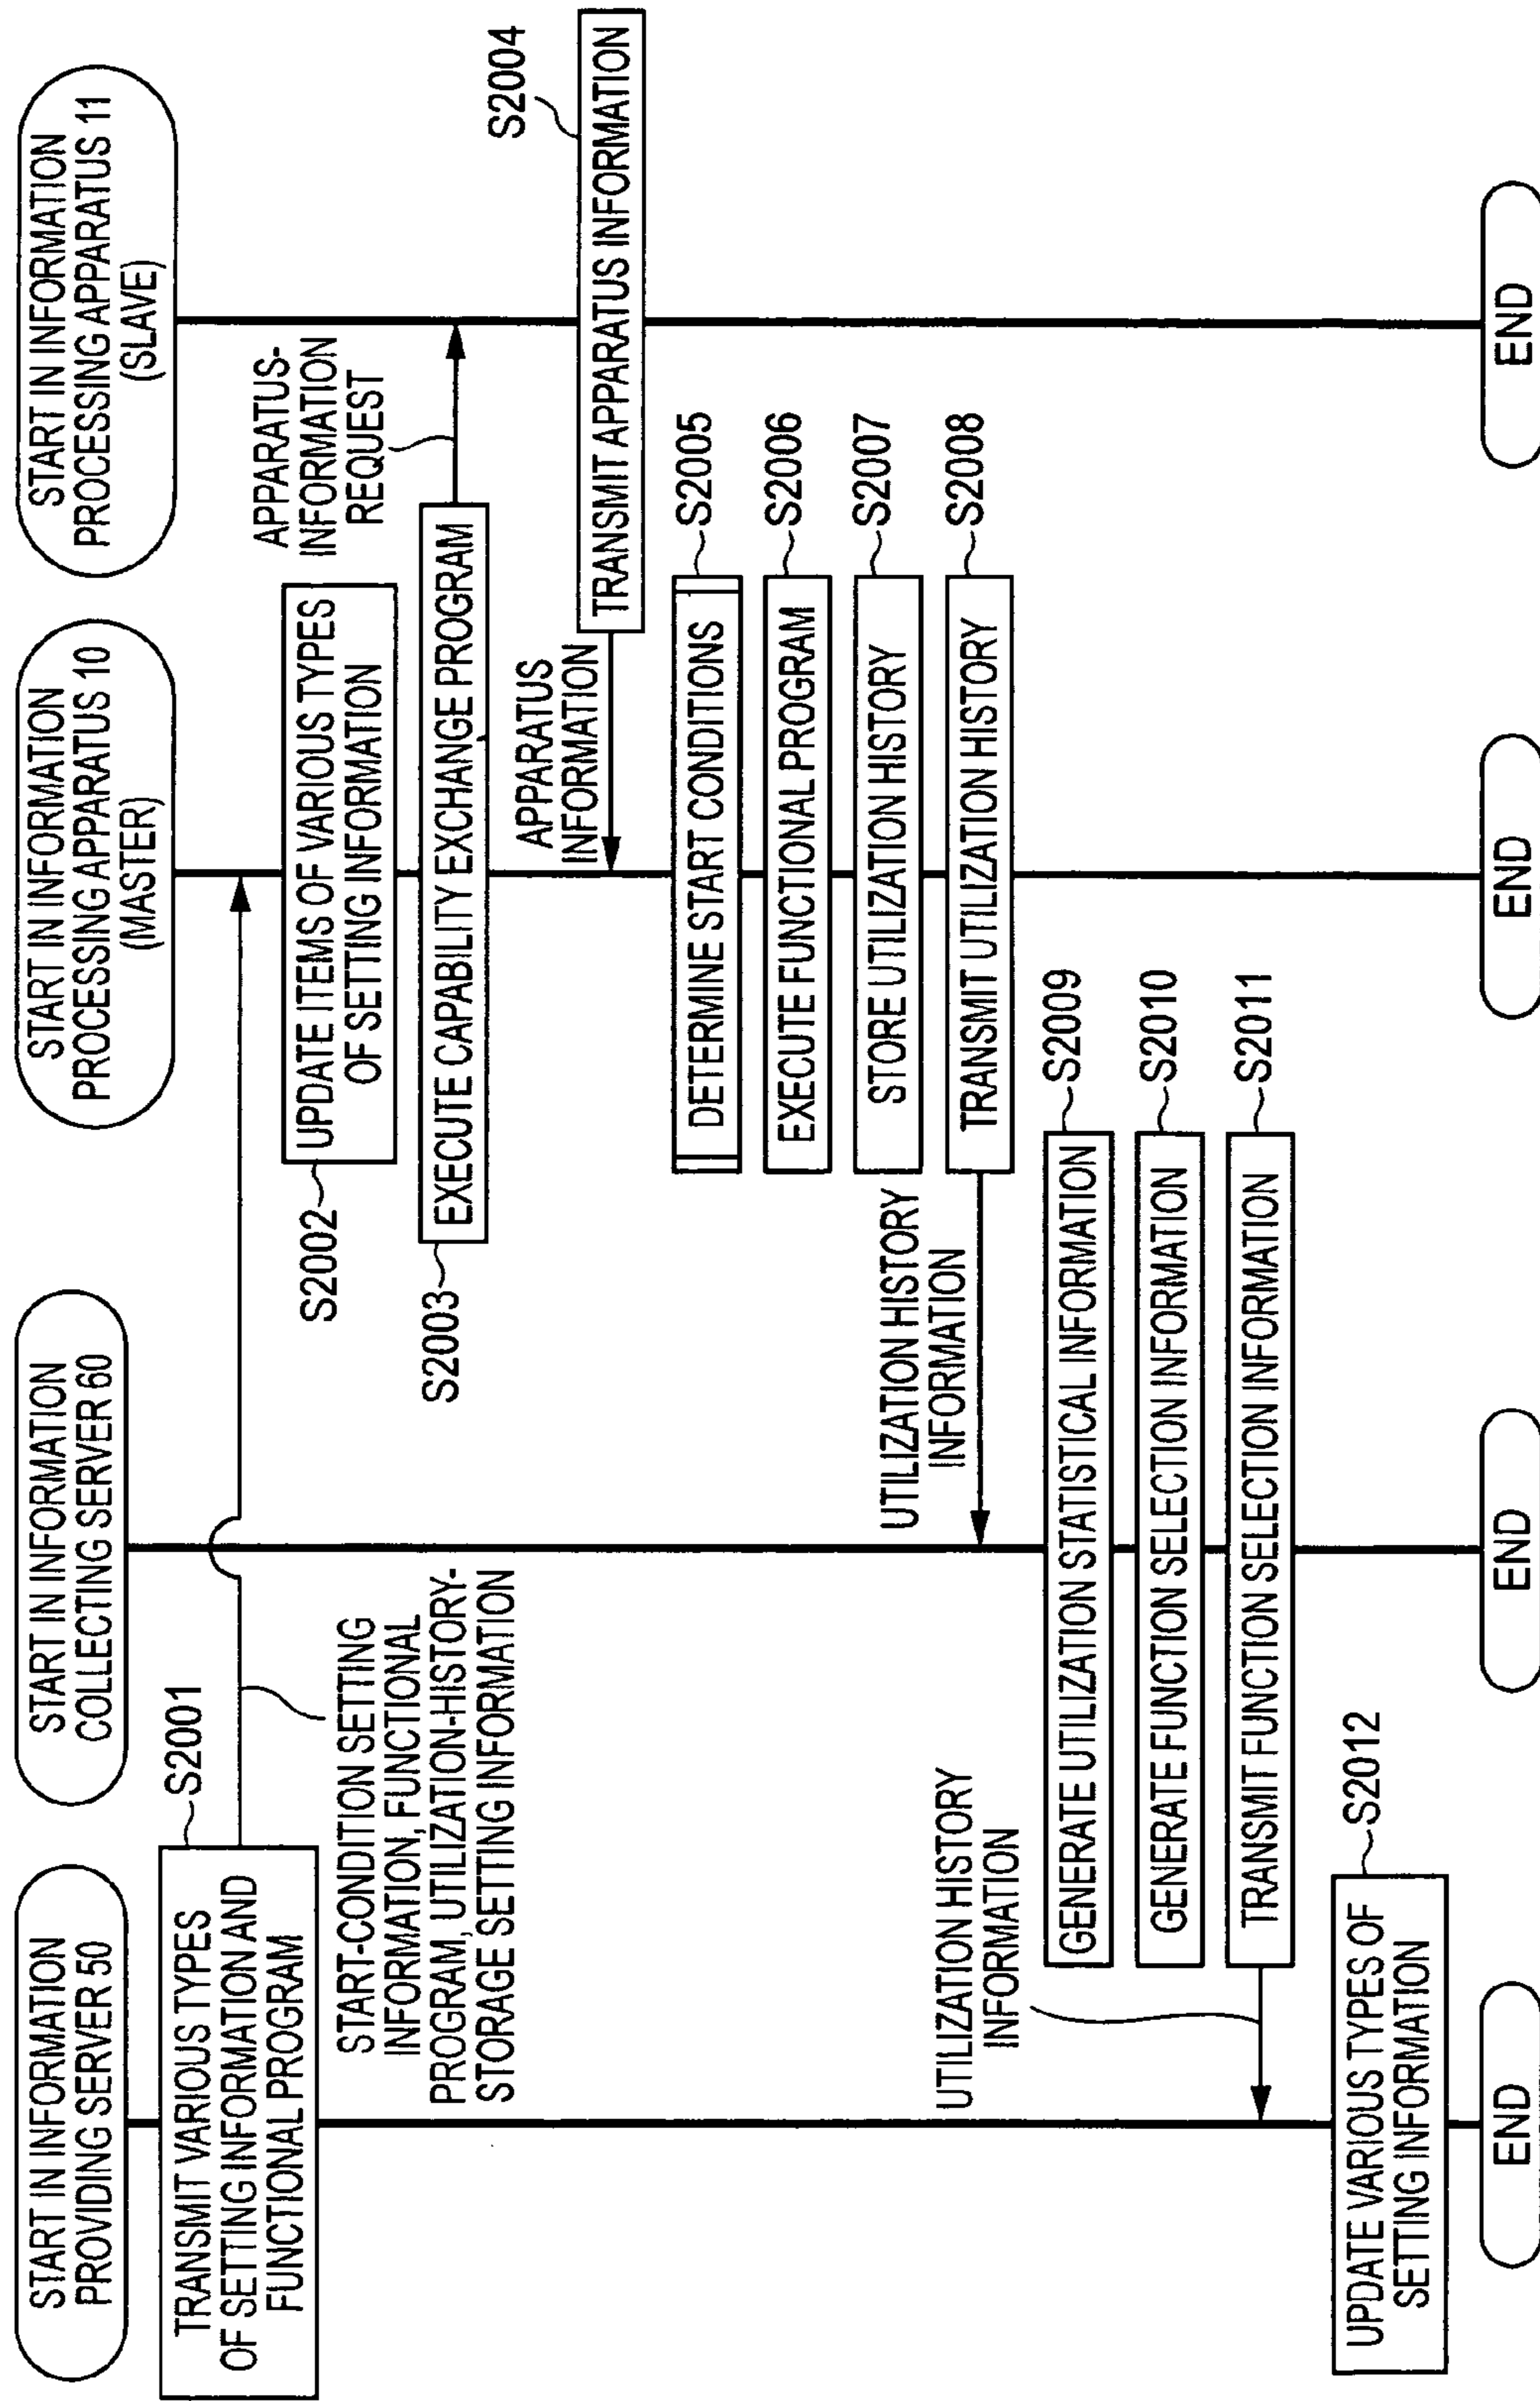 START IN INFORMATION
PROVIDING SERVER 50
START IN INFORMATION
COLLECTING SERVER 60
START IN INFORMATION
PROCESSING APPARATUS 10
(MASTER)
START IN INFORMATION
PROCESSING APPARATUS 11
(SLAVE)
TRANSMIT VARIOUS TYPES
OF SETTING INFORMATION AND
FUNCTIONAL PROGRAM
S2001
START-CONDITION SETTING
INFORMATION, FUNCTIONAL
PROGRAM, UTILIZATION-HISTORY-
STORAGE SETTING INFORMATION
S2002
UPDATE ITEMS OF VARIOUS TYPES
OF SETTING INFORMATION
S2003
EXECUTE CAPABILITY EXCHANGE PROGRAM
APPARATUS-
INFORMATION
REQUEST
S2004
TRANSMIT APPARATUS INFORMATION
APPARATUS
INFORMATION
DETERMINE START CONDITIONS
S2005
EXECUTE FUNCTIONAL PROGRAM
S2006
STORE UTILIZATION HISTORY
S2007
TRANSMIT UTILIZATION HISTORY
S2008
UTILIZATION HISTORY
INFORMATION
GENERATE UTILIZATION STATISTICAL INFORMATION
S2009
GENERATE FUNCTION SELECTION INFORMATION
S2010
TRANSMIT FUNCTION SELECTION INFORMATION
S2011
UTILIZATION HISTORY
INFORMATION
UPDATE VARIOUS TYPES OF
SETTING INFORMATION
S2012
END
END
END
END